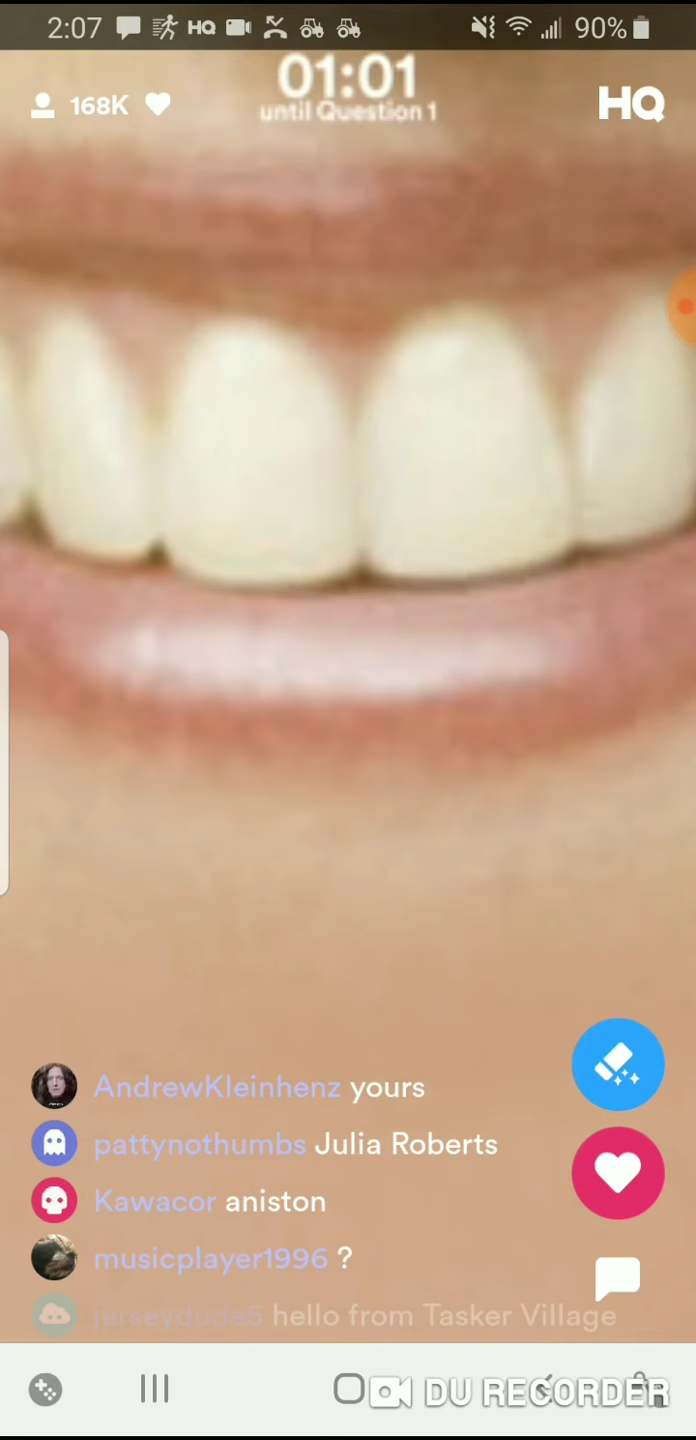 2:07 HQ 90%
168K
01:01
until Question 1
HQ
AndrewKleinhenz yours
pattynothumbs Julia Roberts
Kawacor aniston
musicplayer1996 ?
jerseydude5 hello from Tasker Village
DU RECORDER